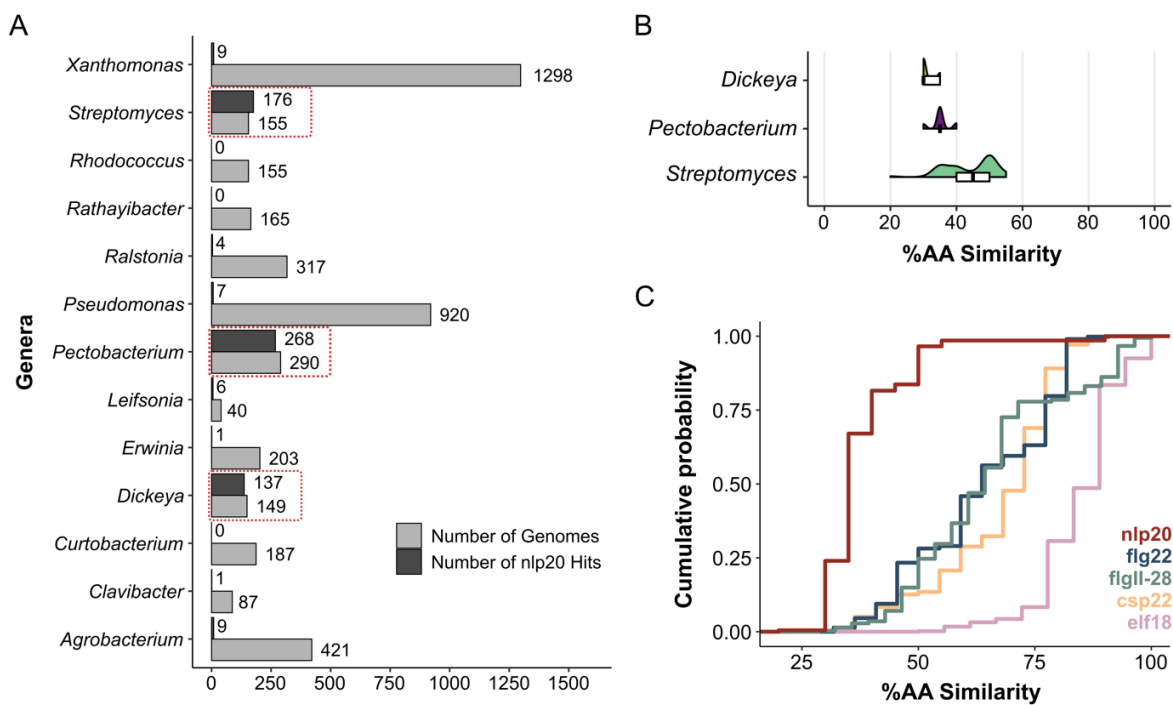 A
Genera
Xanthomonas
9
1298
Streptomyces
176
155
Rhodococcus
0
155
Rathayibacter
0
165
Ralstonia
4
317
Pseudomonas
7
920
Pectobacterium
268
290
Leifsonia
6
40
Erwinia
1
203
Dickeya
137
149
Curtobacterium
0
187
Clavibacter
1
87
Agrobacterium
9
421
Number of Genomes
Number of nlp20 Hits
0 250 500 750 1000 1250 1500
B
Dickeya
Pectobacterium
Streptomyces
0 20 40 60 80 100
%AA Similarity
C
Cumulative probability
1.00
0.75
0.50
0.25
0.00
nlp20
flg22
flgII-28
csp22
elf18
25 50 75 100
%AA Similarity